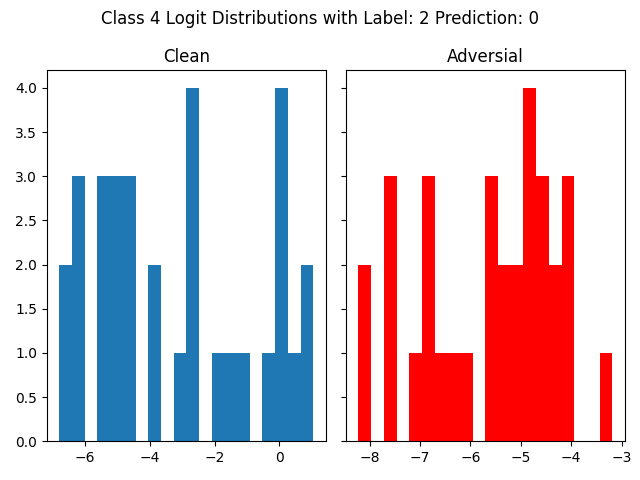 Class 4 Logit Distributions with Label: 2 Prediction: 0
Clean
Adversial
4.0
3.5
3.0
2.5
2.0
1.5
1.0
0.5
0.0
−6 −4 −2 0
−8 −7 −6 −5 −4 −3